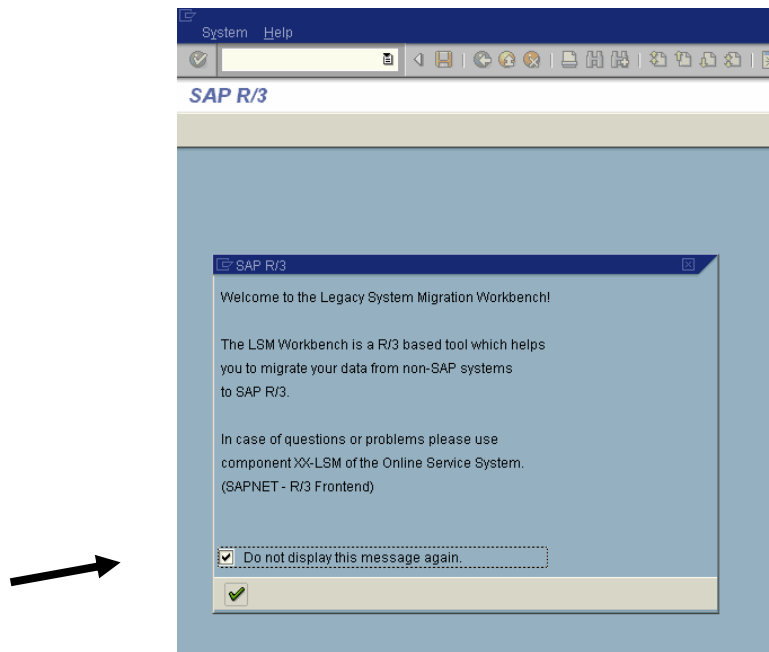 System Help
SAP R/3
SAP R/3
Welcome to the Legacy System Migration Workbench!
The LSM Workbench is a R/3 based tool which helps
you to migrate your data from non-SAP systems
to SAP R/3.
In case of questions or problems please use
component XX-LSM of the Online Service System.
(SAPNET - R/3 Frontend)
Do not display this message again.